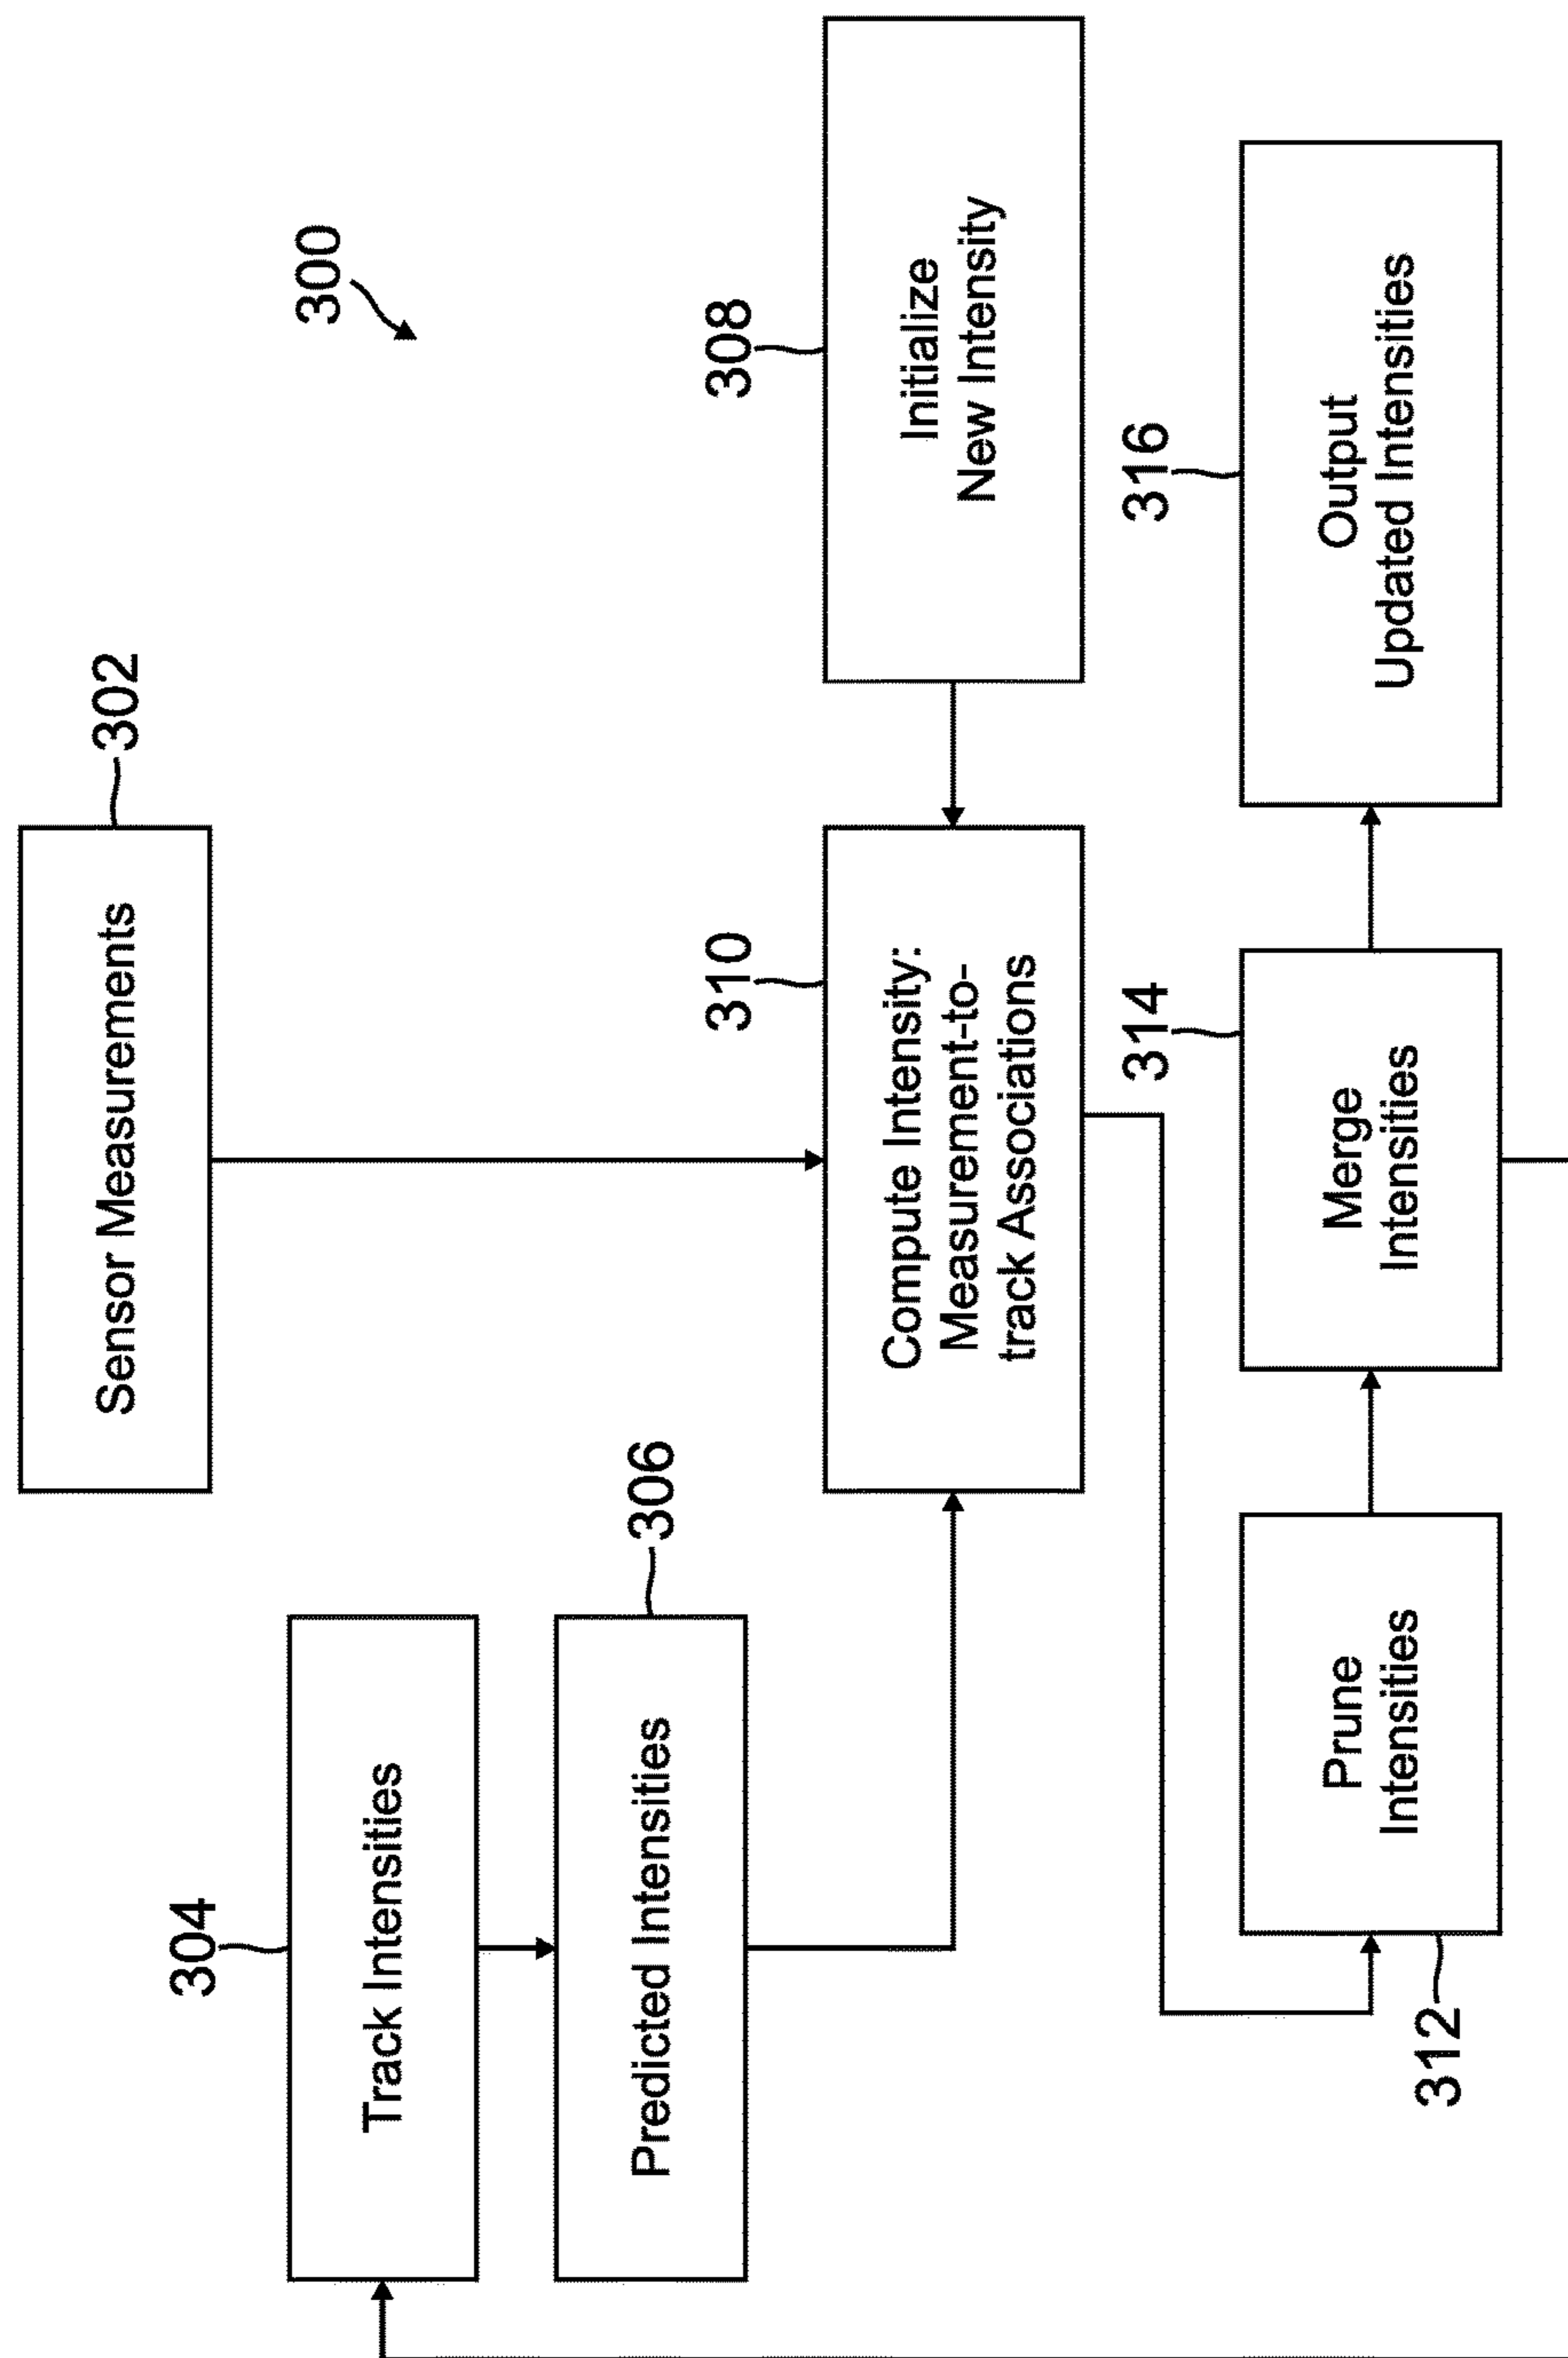 300
302
Sensor Measurements
304
Track Intensities
306
Predicted Intensities
310
Compute Intensity:
Measurement-to-
track Associations
308
Initialize
New Intensity
312
Prune
Intensities
314
Merge
Intensities
316
Output
Updated Intensities